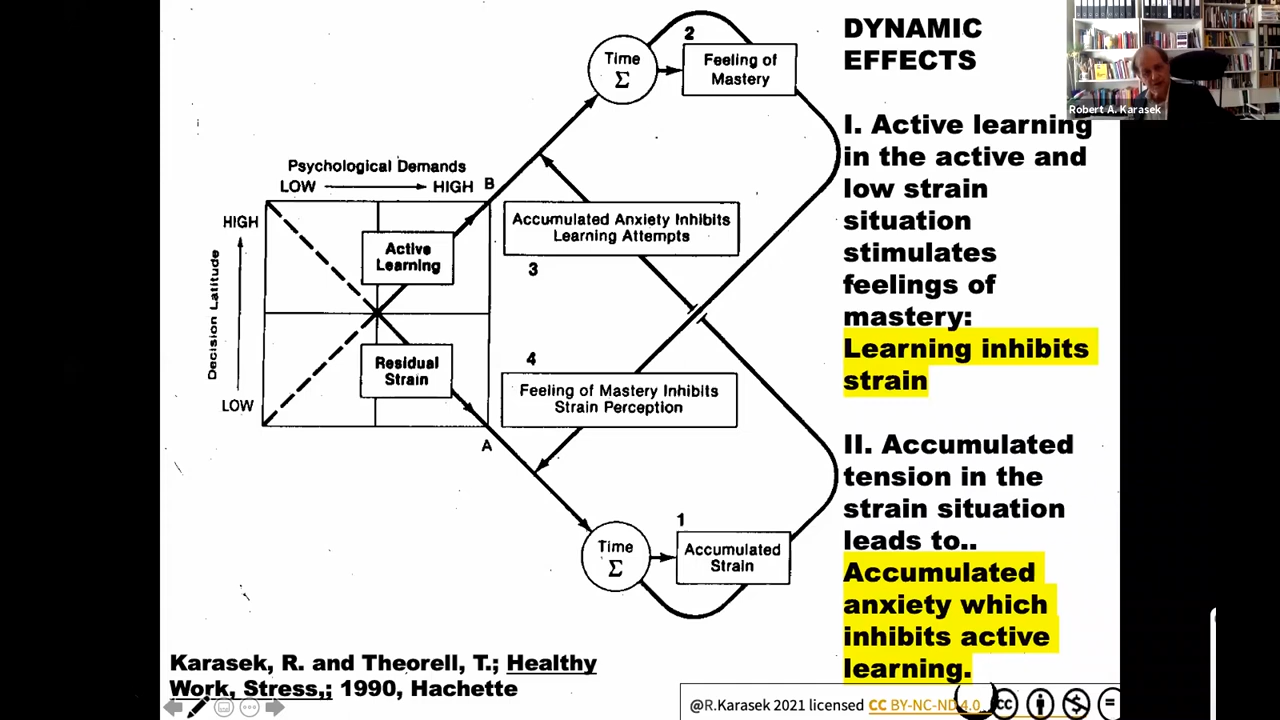 DYNAMIC
EFFECTS
I. Active learning
in the active and
low strain
situation
stimulates
feelings of
mastery:
Learning inhibits
strain
II. Accumulated
tension in the
strain situation
leads to..
Accumulated
anxiety which
inhibits active
learning.
Robert A. Karasek
Time
Σ
2
Feeling of
Mastery
Psychological Demands
LOW
HIGH
B
HIGH
Decision Latitude
LOW
Active
Learning
Residual
Strain
Accumulated Anxiety Inhibits
Learning Attempts
3
4
Feeling of Mastery Inhibits
Strain Perception
A
Time
Σ
1
Accumulated
Strain
Karasek, R. and Theorell, T.; Healthy
Work, Stress,; 1990, Hachette
@R.Karasek 2021 licensed CC BY-NC-ND 4.0
cc